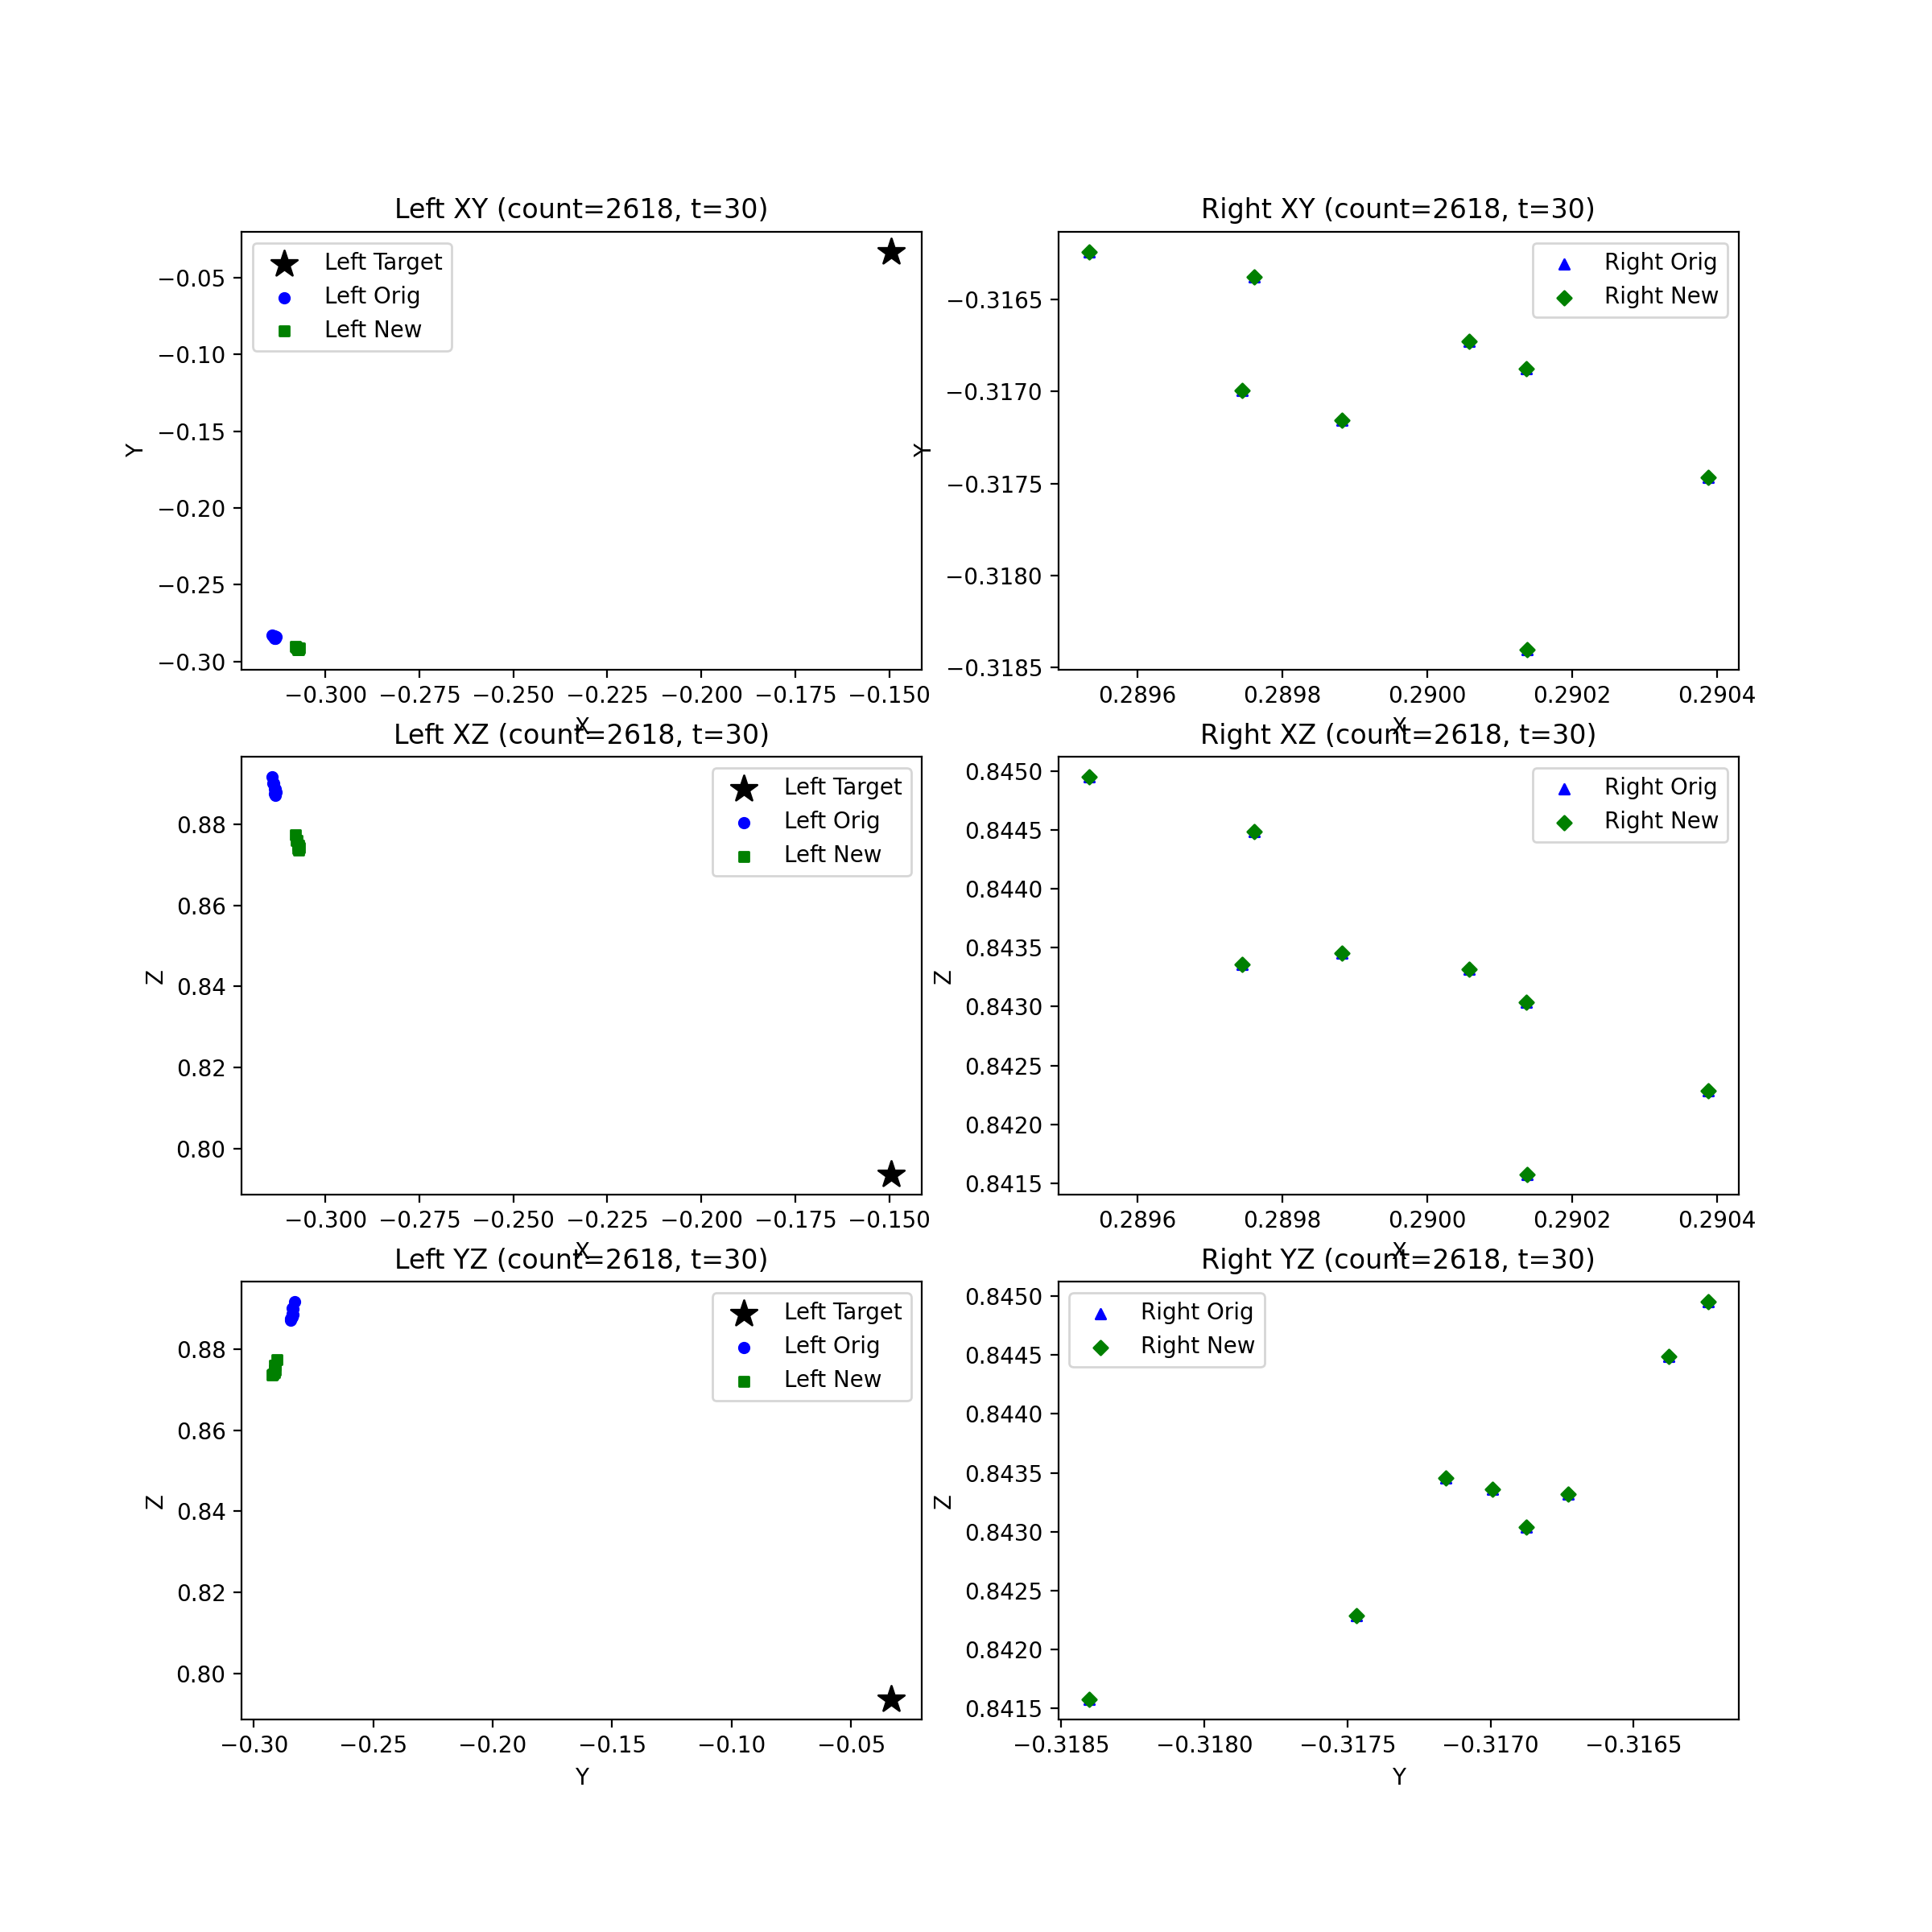 Left XY (count=2618, t=30)
Left Target
Left Orig
Left New
−0.05
−0.10
−0.15
−0.20
−0.25
−0.30
Y
−0.300
−0.275
−0.250
−0.225
−0.200
−0.175
−0.150
X
Right XY (count=2618, t=30)
Right Orig
Right New
−0.3165
−0.3170
−0.3175
−0.3180
−0.3185
Y
0.2896
0.2898
0.2900
0.2902
0.2904
X
Left XZ (count=2618, t=30)
Left Target
Left Orig
Left New
0.88
0.86
0.84
0.82
0.80
Z
−0.300
−0.275
−0.250
−0.225
−0.200
−0.175
−0.150
X
Right XZ (count=2618, t=30)
Right Orig
Right New
0.8450
0.8445
0.8440
0.8435
0.8430
0.8425
0.8420
0.8415
Z
0.2896
0.2898
0.2900
0.2902
0.2904
X
Left YZ (count=2618, t=30)
Left Target
Left Orig
Left New
0.88
0.86
0.84
0.82
0.80
Z
−0.30
−0.25
−0.20
−0.15
−0.10
−0.05
Y
Right YZ (count=2618, t=30)
Right Orig
Right New
0.8450
0.8445
0.8440
0.8435
0.8430
0.8425
0.8420
0.8415
Z
−0.3185
−0.3180
−0.3175
−0.3170
−0.3165
Y